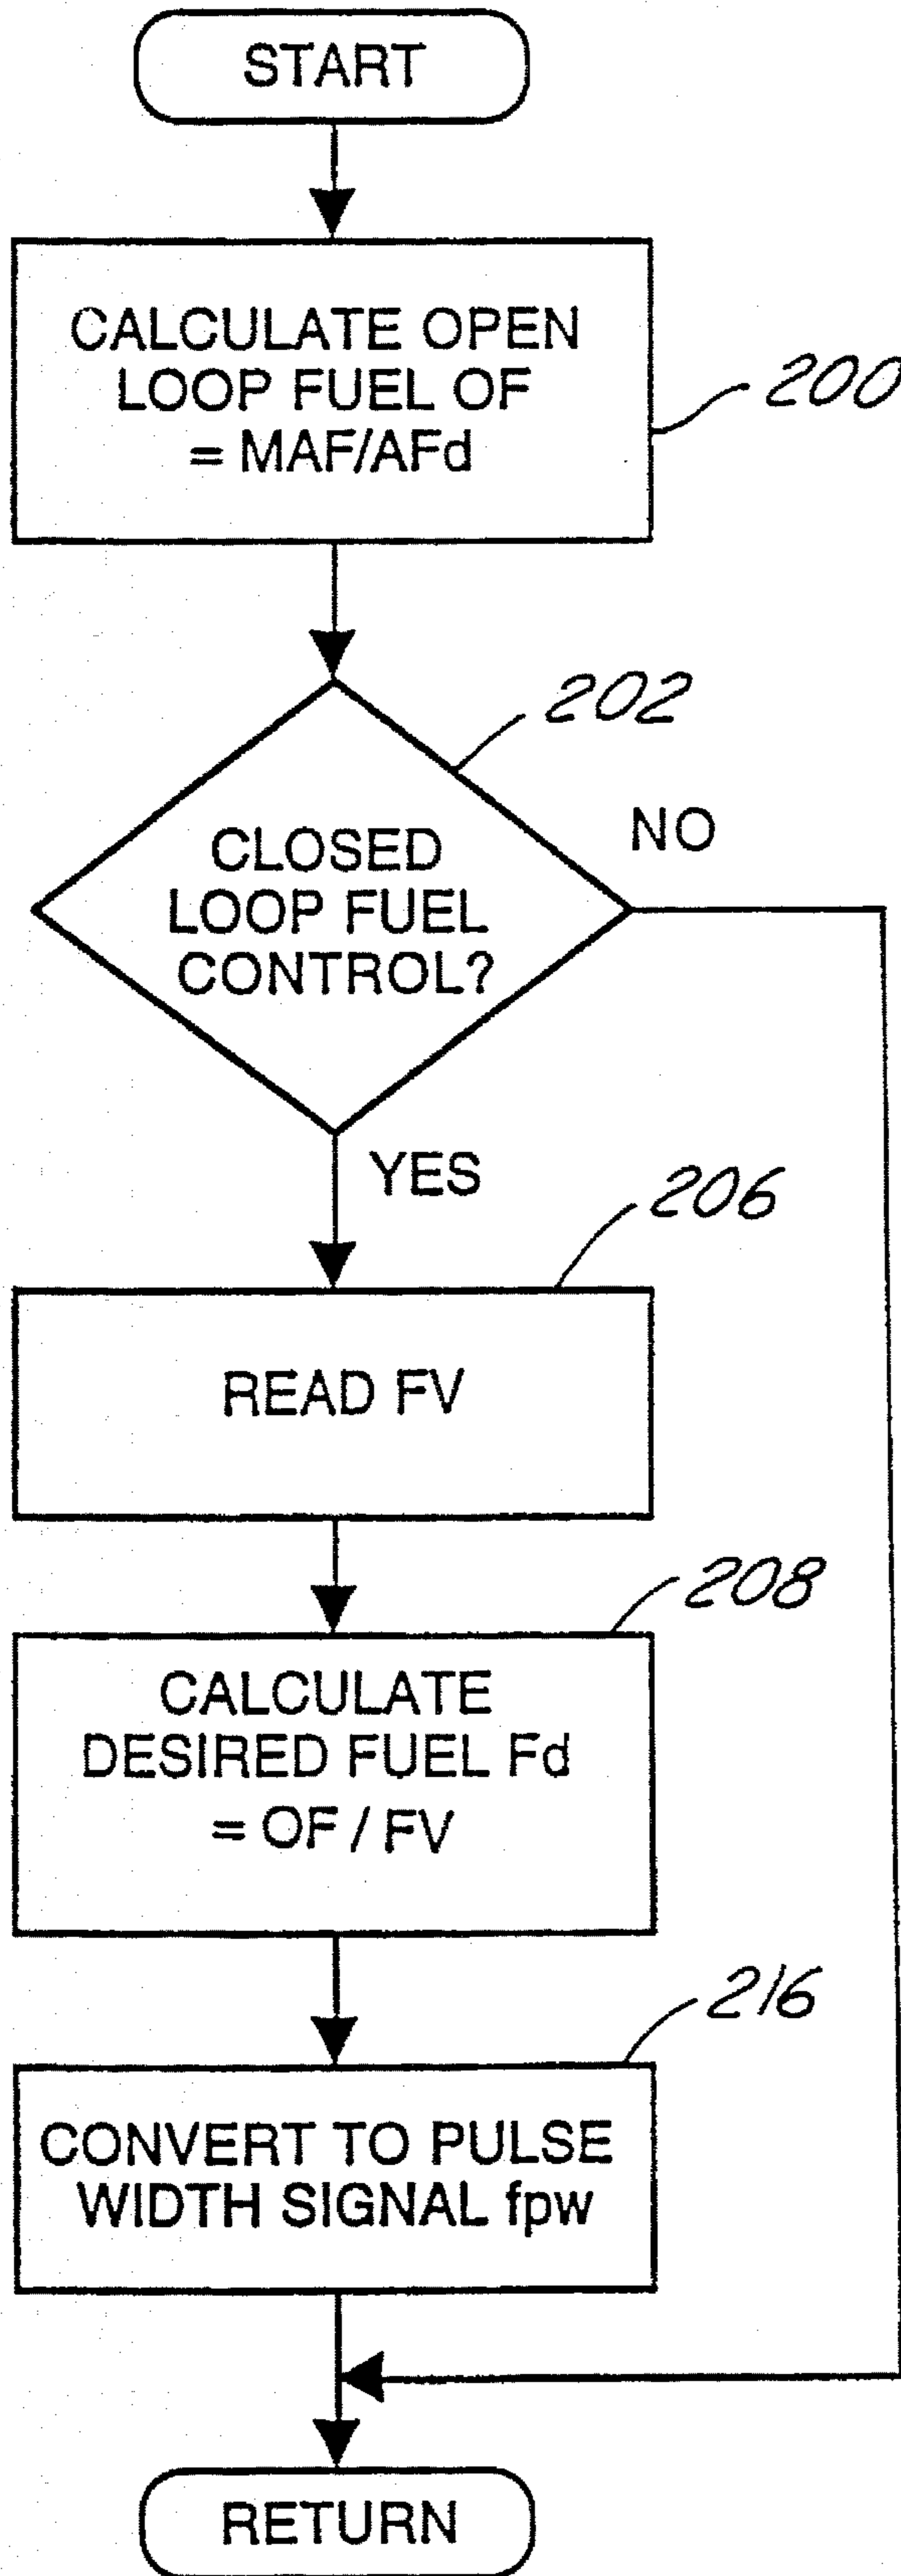 START
CALCULATE OPEN
LOOP FUEL OF
= MAF/AFd
200
202
CLOSED
LOOP FUEL
CONTROL?
NO
YES
206
READ FV
208
CALCULATE
DESIRED FUEL Fd
= OF / FV
216
CONVERT TO PULSE
WIDTH SIGNAL fpw
RETURN